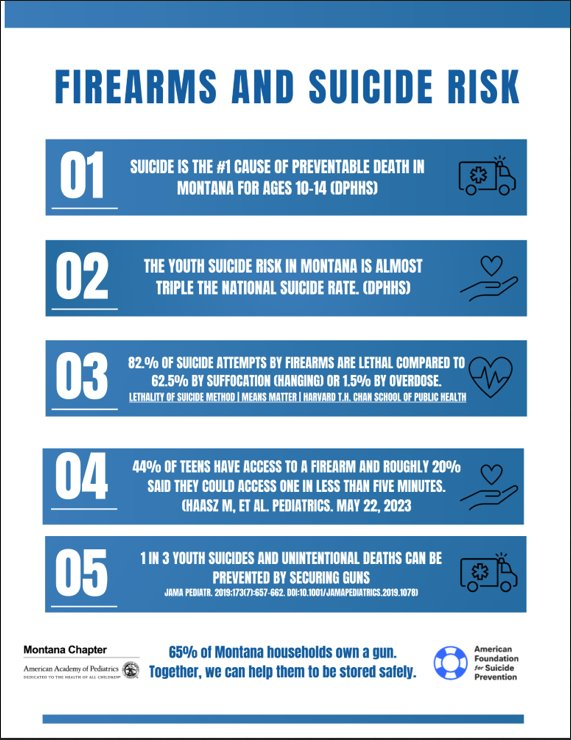 FIREARMS AND SUICIDE RISK
01
SUICIDE IS THE #1 CAUSE OF PREVENTABLE DEATH IN
MONTANA FOR AGES 10-14 (DPHHS)
02
THE YOUTH SUICIDE RISK IN MONTANA IS ALMOST
TRIPLE THE NATIONAL SUICIDE RATE. (DPHHS)
03
82.% OF SUICIDE ATTEMPTS BY FIREARMS ARE LETHAL COMPARED TO
62.5% BY SUFFOCATION (HANGING) OR 1.5% BY OVERDOSE.
LETHALITY OF SUICIDE METHOD | MEANS MATTER | HARVARD T.H. CHAN SCHOOL OF PUBLIC HEALTH
04
44% OF TEENS HAVE ACCESS TO A FIREARM AND ROUGHLY 20%
SAID THEY COULD ACCESS ONE IN LESS THAN FIVE MINUTES.
(HAASZ M, ET AL. PEDIATRICS. MAY 22, 2023
05
1 IN 3 YOUTH SUICIDES AND UNINTENTIONAL DEATHS CAN BE
PREVENTED BY SECURING GUNS
JAMA PEDIATR. 2019;173(7):657-662. DOI:10.1001/JAMAPEDIATRICS.2019.1078)
Montana Chapter
American Academy of Pediatrics
DEDICATED TO THE HEALTH OF ALL CHILDREN®
65% of Montana households own a gun.
Together, we can help them to be stored safely.
American
Foundation
for Suicide
Prevention